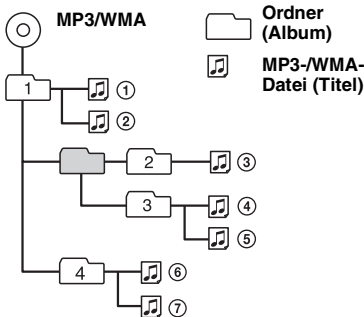 MP3/WMA
Ordner
(Album)
MP3-/WMA-
Datei (Titel)
1
①
②
2
③
3
④
⑤
4
⑥
⑦